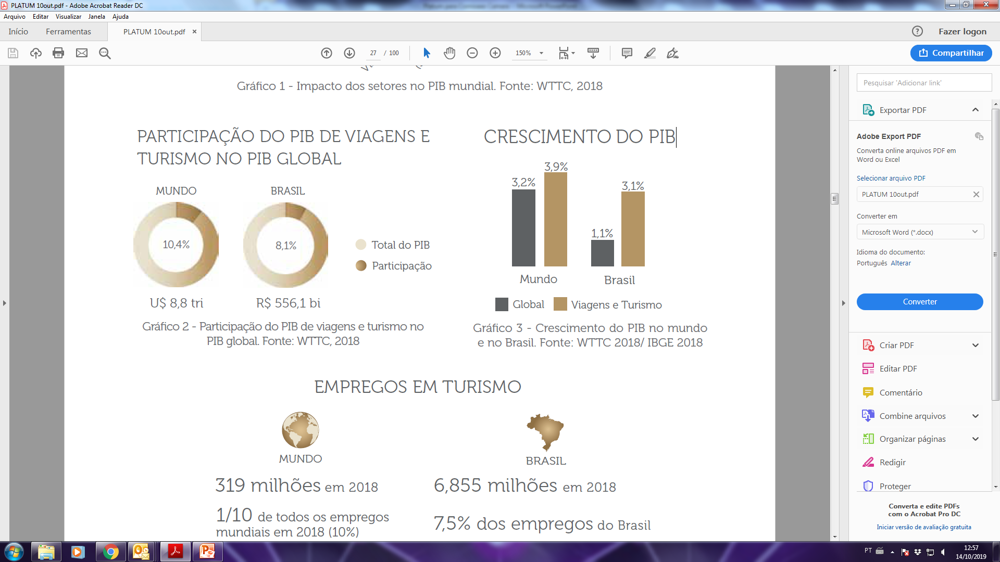 PLATUM 10out.pdf - Adobe Acrobat Reader DC
Arquivo Editar Visualizar Janela Ajuda
Início Ferramentas PLATUM 10out.pdf ? Fazer logon
27 / 100 150% Compartilhar
Gráfico 1 - Impacto dos setores no PIB mundial. Fonte: WTTC, 2018
PARTICIPAÇÃO DO PIB DE VIAGENS E
TURISMO NO PIB GLOBAL
MUNDO BRASIL
10,4% 8,1%
Total do PIB
Participação
U$ 8,8 tri R$ 556,1 bi
Gráfico 2 - Participação do PIB de viagens e turismo no
PIB global. Fonte: WTTC, 2018
CRESCIMENTO DO PIB
3,2% 3,9% 1,1% 3,1%
Mundo Brasil
Global Viagens e Turismo
Gráfico 3 - Crescimento do PIB no mundo
e no Brasil. Fonte: WTTC 2018/ IBGE 2018
EMPREGOS EM TURISMO
MUNDO BRASIL
319 milhões em 2018
1/10 de todos os empregos
mundiais em 2018 (10%)
6,855 milhões em 2018
7,5% dos empregos do Brasil
Pesquisar 'Adicionar link'
Exportar PDF
Adobe Export PDF
Converta online arquivos PDF em
Word ou Excel
Selecionar arquivo PDF
PLATUM 10out.pdf
Converter em
Microsoft Word (*.docx)
Idioma do documento:
Português Alterar
Converter
Criar PDF
Editar PDF
Comentário
Combine arquivos
Organizar páginas
Redigir
Proteger
Converta e edite PDFs
com o Acrobat Pro DC
Iniciar versão de avaliação gratuita
PT
12:57
14/10/2019